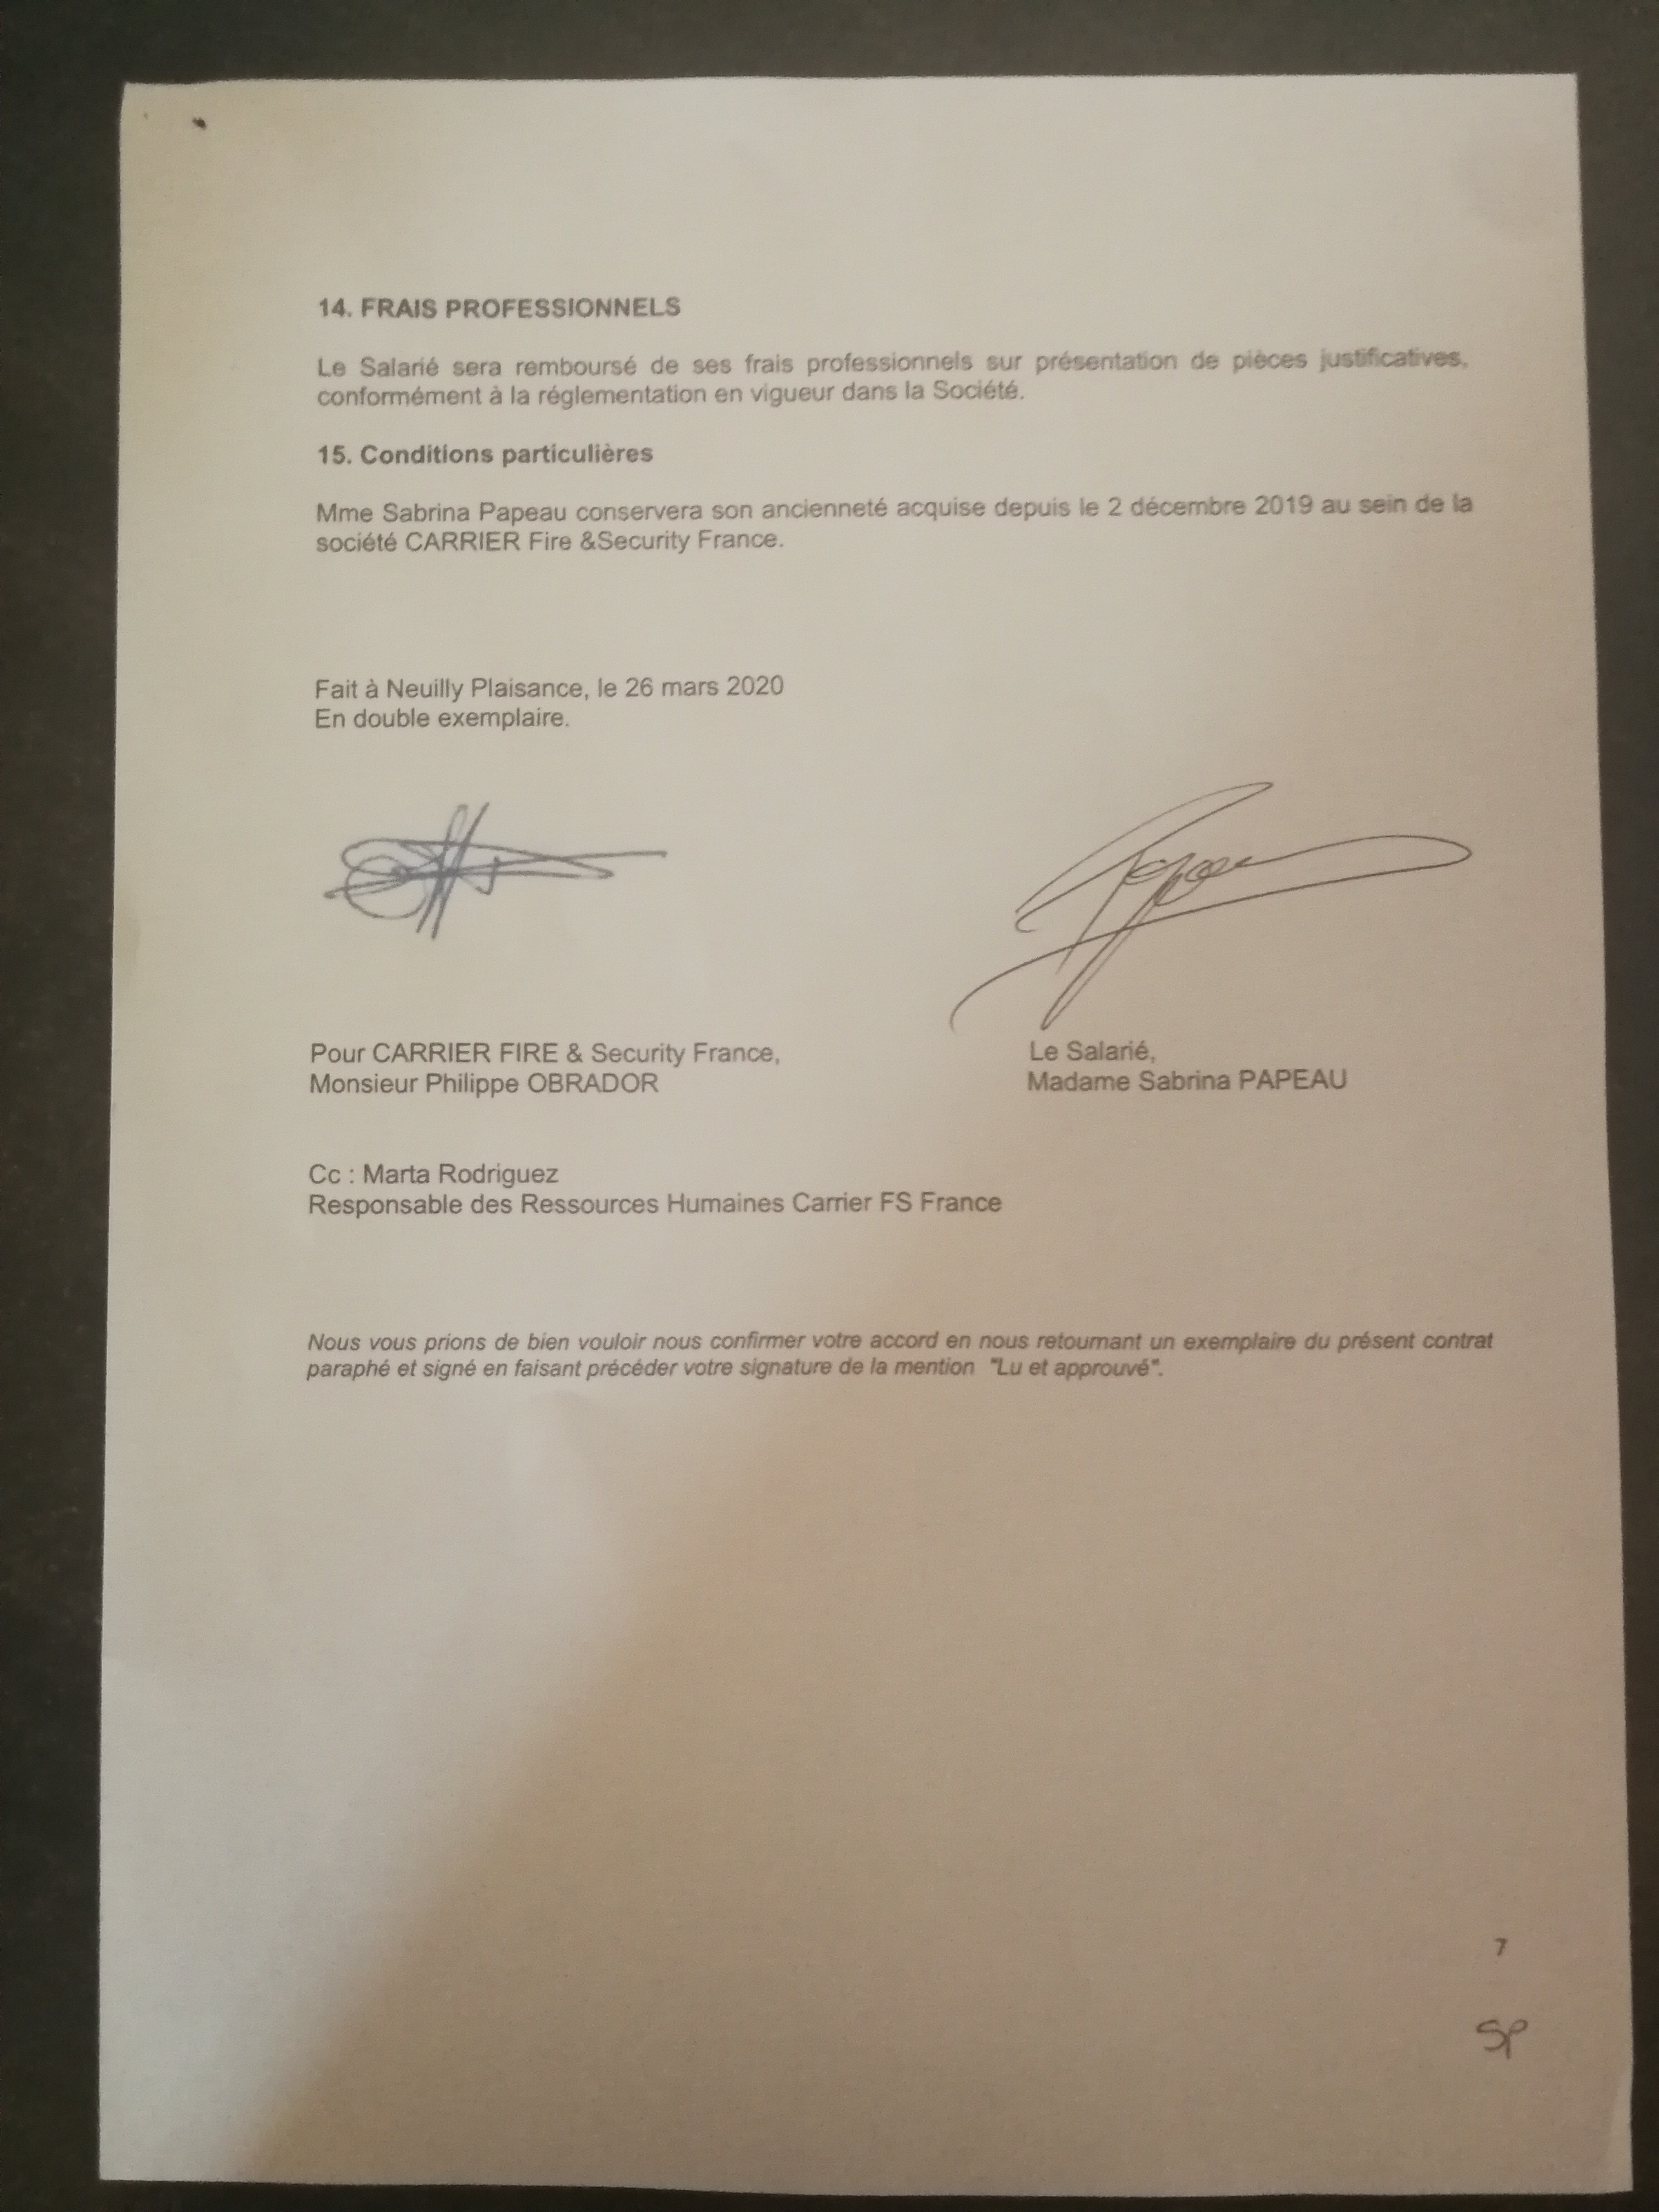 14. FRAIS PROFESSIONNELS
Le Salarié sera remboursé de ses frais professionnels sur présentation de pièces justificatives,
conformément à la réglementation en vigueur dans la Société.
15. Conditions particulières
Mme Sabrina Papeau conservera son ancienneté acquise depuis le 2 décembre 2019 au sein de la
société CARRIER Fire &Security France.
Fait à Neuilly Plaisance, le 26 mars 2020
En double exemplaire.
Pour CARRIER FIRE & Security France,
Monsieur Philippe OBRADOR
Le Salarié,
Madame Sabrina PAPEAU
Cc : Marta Rodriguez
Responsable des Ressources Humaines Carrier FS France
Nous vous prions de bien vouloir nous confirmer votre accord en nous retournant un exemplaire du présent contrat
paraphé et signé en faisant précéder votre signature de la mention "Lu et approuvé".
7
SP